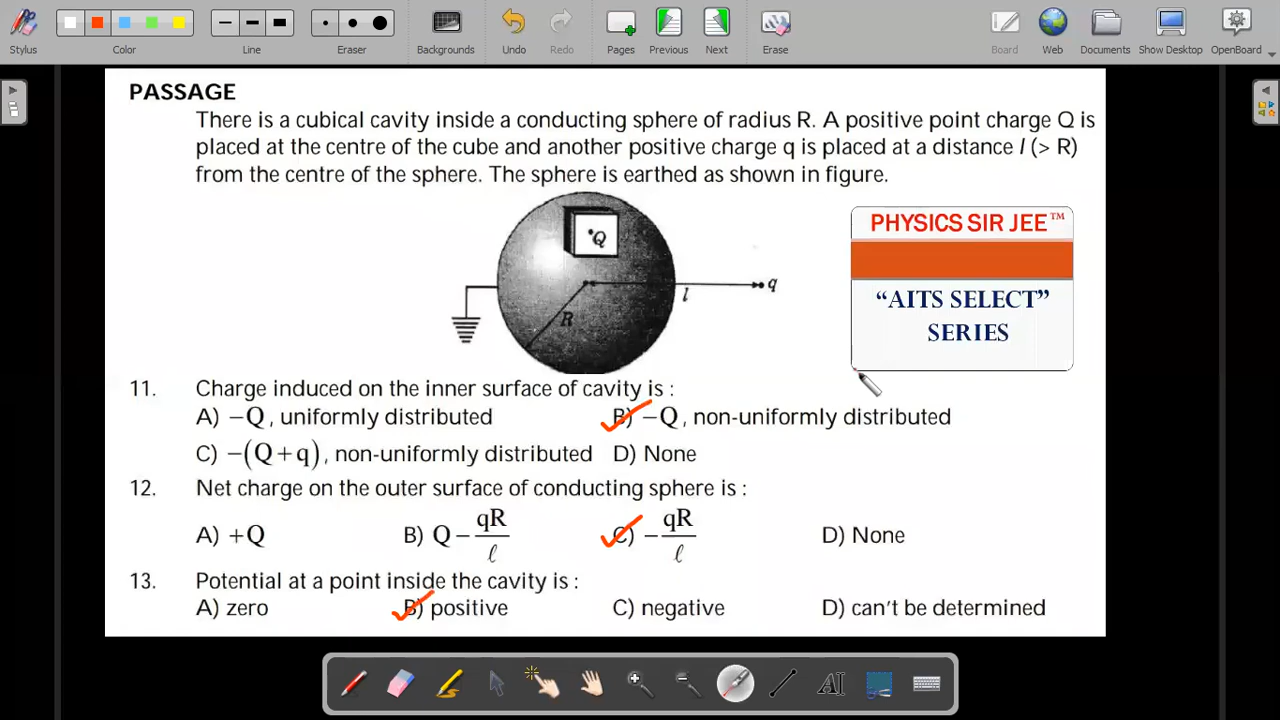 Stylus
Color
Line
Eraser
Backgrounds
Undo
Redo
Pages
Previous
Next
Erase
Board
Web
Documents
Show Desktop
OpenBoard
PASSAGE
There is a cubical cavity inside a conducting sphere of radius R. A positive point charge Q is
placed at the centre of the cube and another positive charge q is placed at a distance l (> R)
from the centre of the sphere. The sphere is earthed as shown in figure.
Q
q
l
R
PHYSICS SIR JEE™
“AITS SELECT”
SERIES
11. Charge induced on the inner surface of cavity is :
A) −Q , uniformly distributed B) −Q , non-uniformly distributed
C) −(Q+q), non-uniformly distributed D) None
12. Net charge on the outer surface of conducting sphere is :
A) +Q B) Q − qR/ℓ C) − qR/ℓ D) None
13. Potential at a point inside the cavity is :
A) zero B) positive C) negative D) can’t be determined
AI